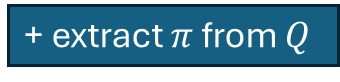 + extract π from Q